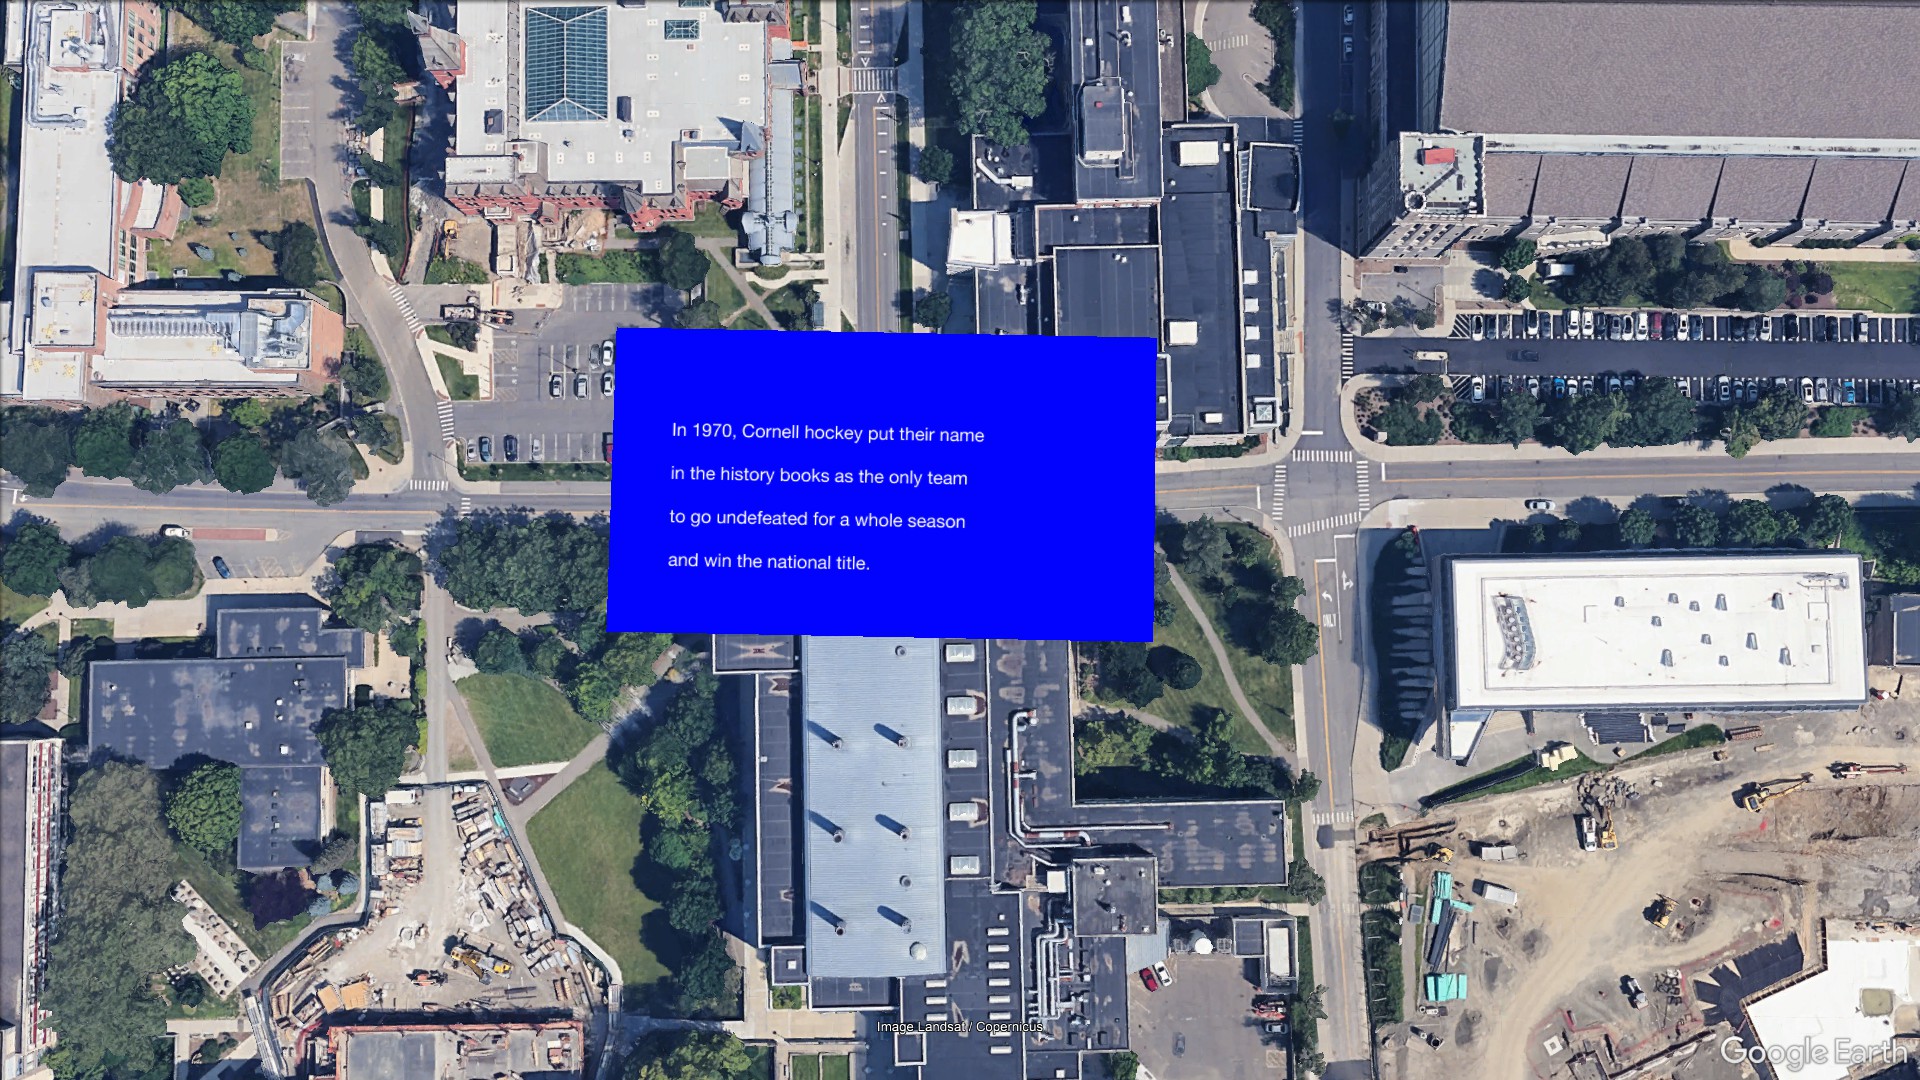 In 1970, Cornell hockey put their name
in the history books as the only team
to go undefeated for a whole season
and win the national title.
ONLY
Image Landsat / Copernicus
Google Earth